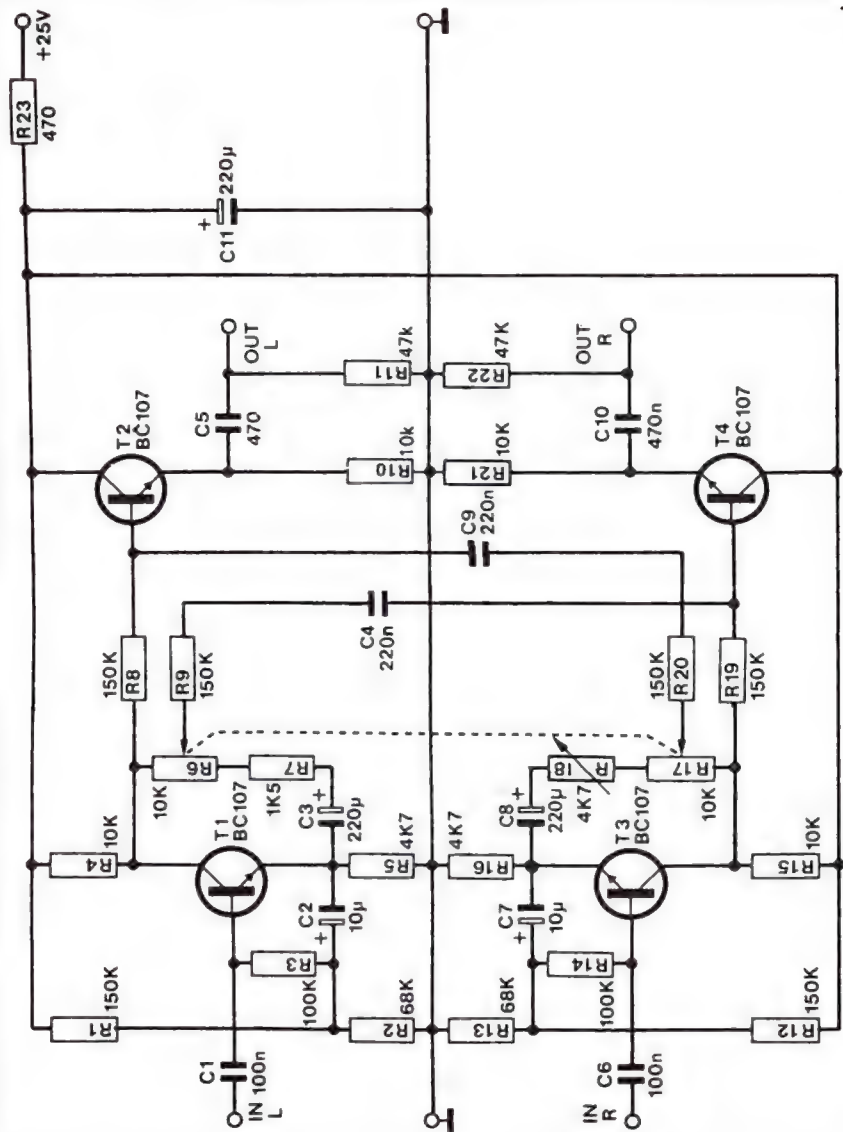 +25V
R23
470
220µ
+
C11
T2
BC107
OUT
L
C5
470
R11
47k
R10
10k
R22
47K
R21
10K
OUT
R
C10
470n
T4
BC107
C9
220n
C4
220n
150K
R8
R9
150K
150K
R20
R19
150K
10K
R6
R7
1K5
C3
+
220µ
C8
+
220µ
R 18
4K7
R17
10K
R4
10K
T1
BC107
R5
4K7
4K7
R16
T3
BC107
R15
10K
C2
+
10µ
C7
+
10µ
R3
100K
R14
100K
R1
150K
R2
68K
R13
68K
R12
150K
C1
100n
IN
L
C6
100n
IN
R